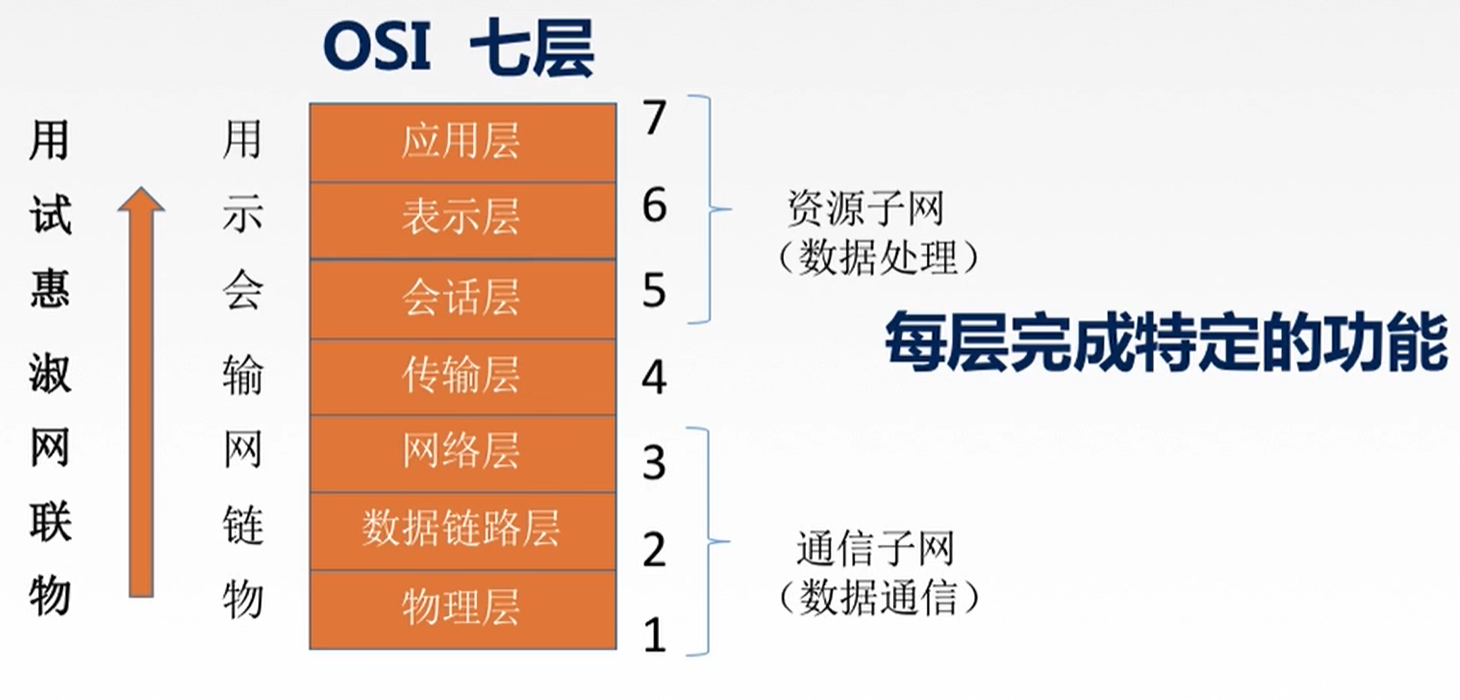 OSI 七层
用 用 应用层 7
试 示 表示层 6
惠 会 会话层 5
淑 输 传输层 4
网 网 网络层 3
联 链 数据链路层 2
物 物 物理层 1
资源子网
（数据处理）
每层完成特定的功能
通信子网
（数据通信）